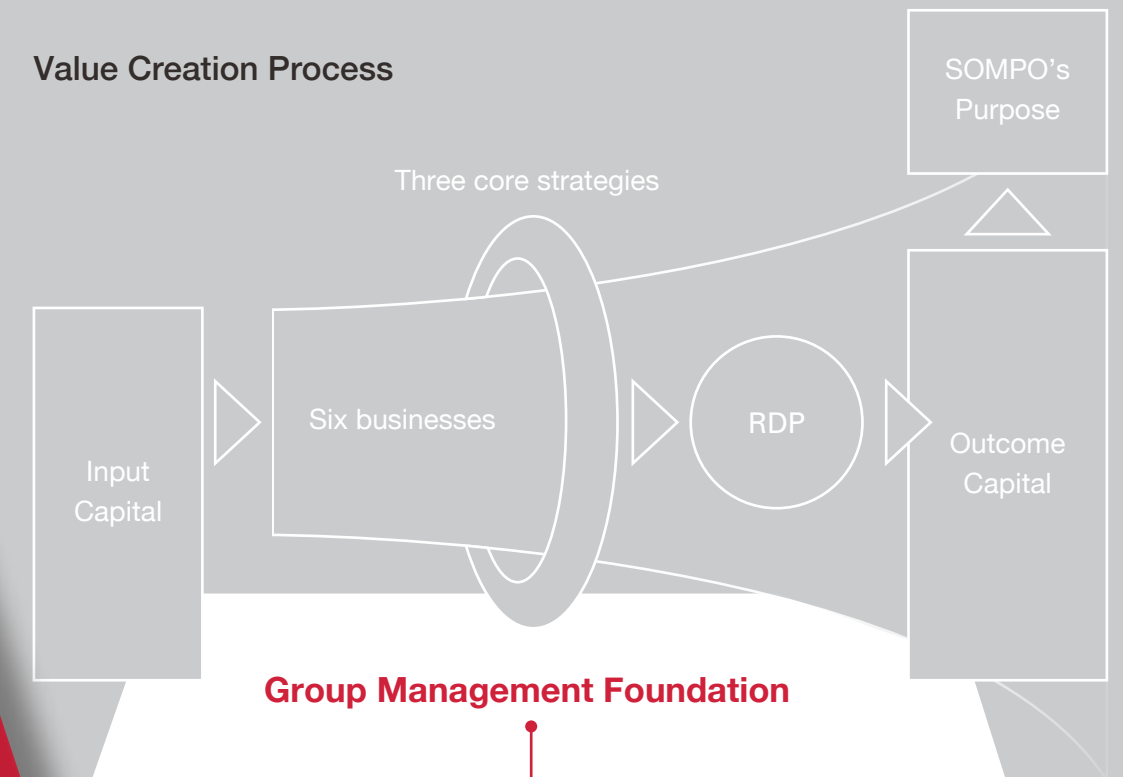 Value Creation Process
SOMPO’s
Purpose
Three core strategies
Input
Capital
Six businesses
RDP
Outcome
Capital
Group Management Foundation